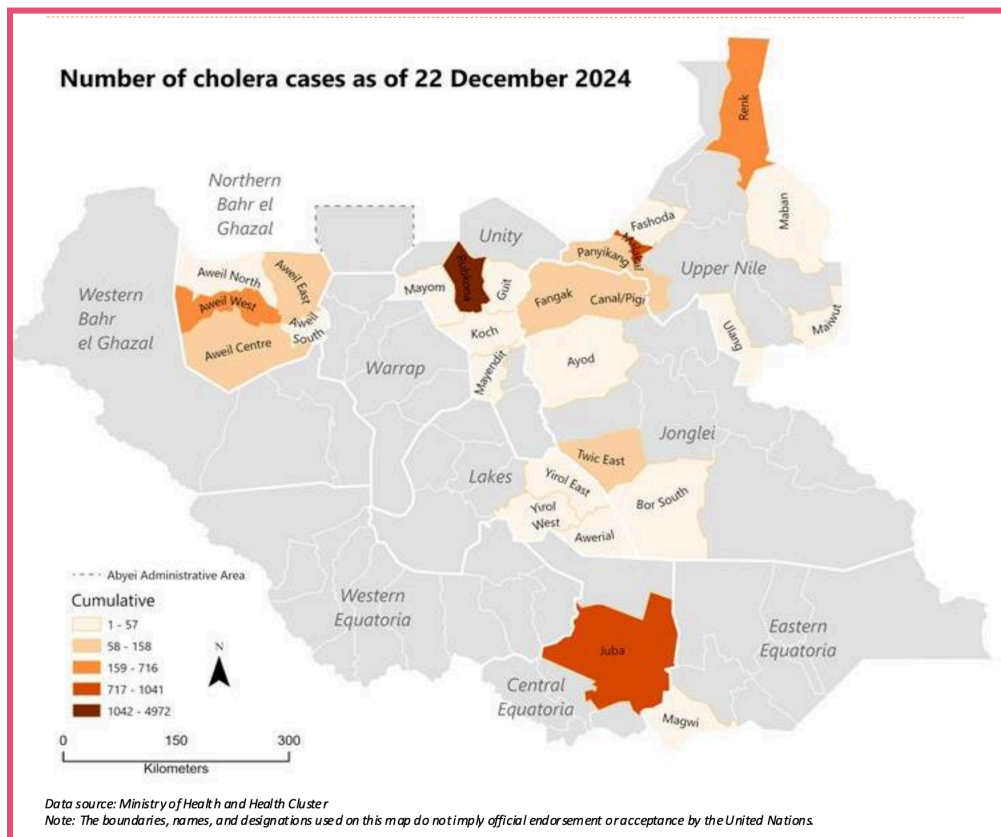 Number of cholera cases as of 22 December 2024
Renk
Northern
Bahr el
Ghazal
Maban
Fashoda
Unity
Malakal
Panyikang
Upper Nile
Aweil North
Aweil East
Rubkona
Mayom
Guit
Fangak
Canal/Pigi
Western
Bahr
el Ghazal
Aweil West
Aweil
South
Aweil Centre
Koch
Ulang
Maiwut
Warrap
Mayendit
Ayod
Jonglei
Twic East
Lakes
Yirol East
Bor South
Yirol
West
Awerial
Abyei Administrative Area
Cumulative
1 - 57
58 - 158
159 - 716
717 - 1041
1042 - 4972
N
Western
Equatoria
Eastern
Equatoria
Juba
Central
Equatoria
Magwi
0 150 300
Kilometers
Data source: Ministry of Health and Health Cluster
Note: The boundaries, names, and designations used on this map do not imply official endorsement or acceptance by the United Nations.